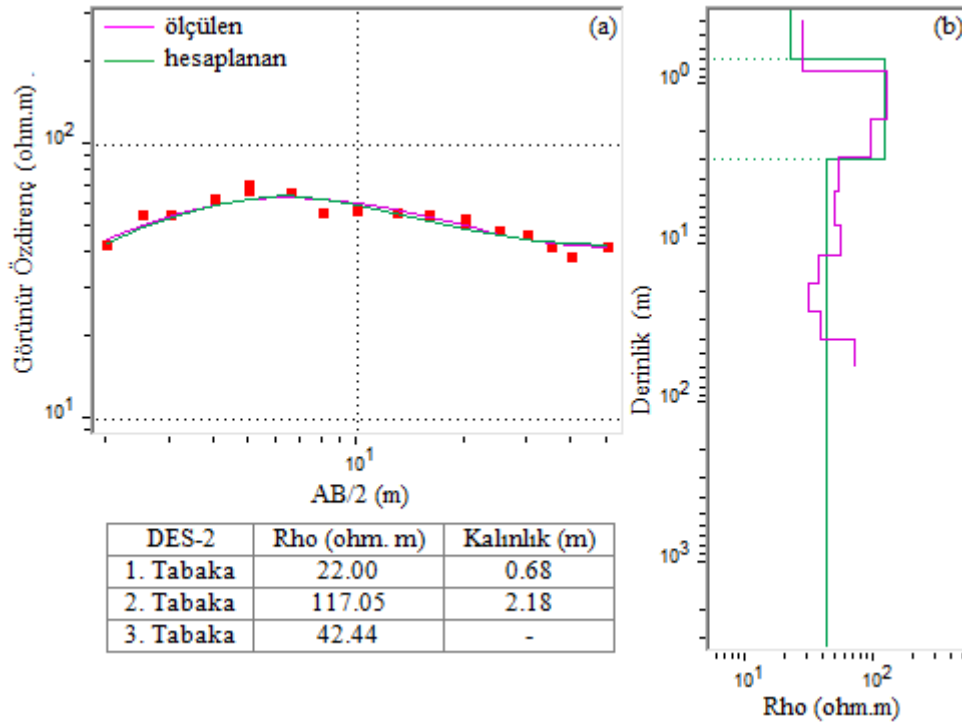 ölçülen
hesaplanan
(a)
Görünür Özdirenç (ohm.m) .
10²
10¹
10¹
AB/2 (m)
DES-2 Rho (ohm. m) Kalınlık (m)
1. Tabaka 22.00 0.68
2. Tabaka 117.05 2.18
3. Tabaka 42.44 -
(b)
Derinlik (m)
10⁰
10¹
10²
10³
10¹ 10²
Rho (ohm.m)